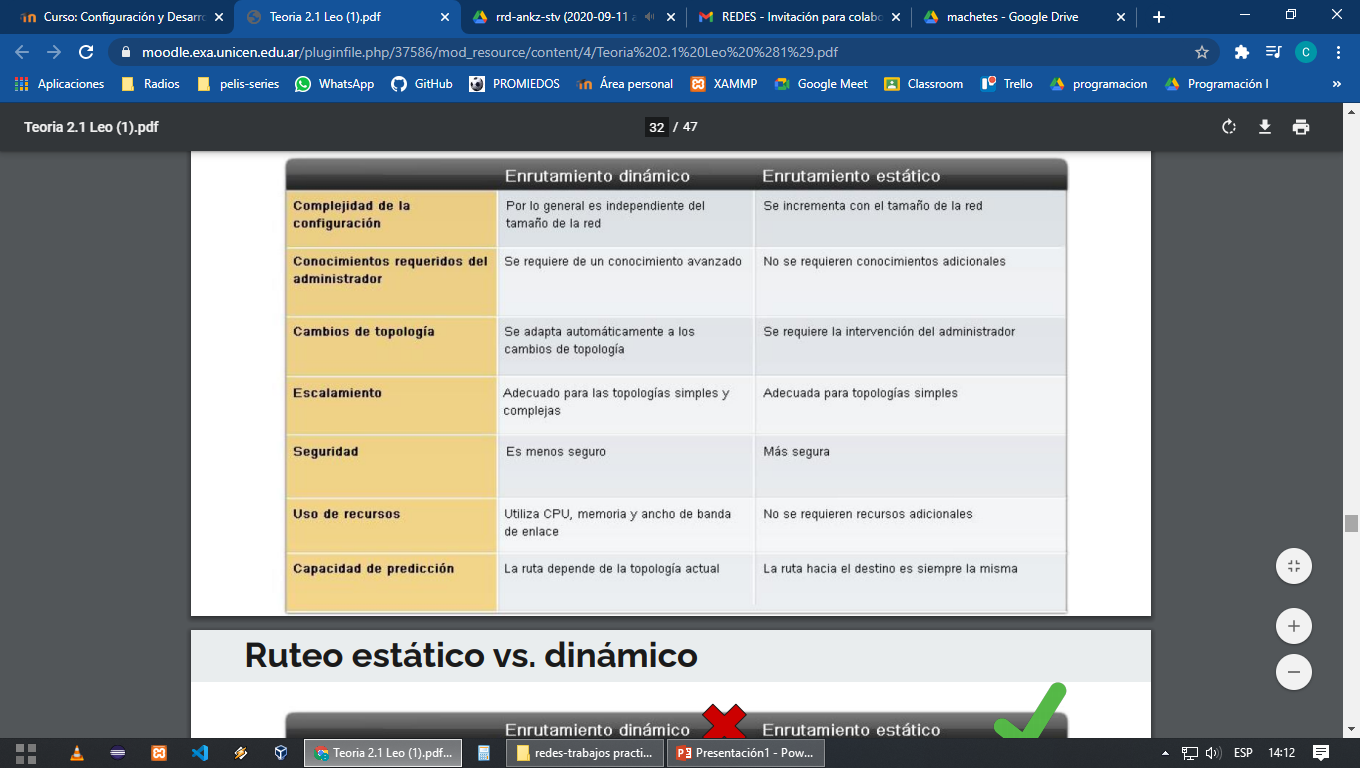 Curso: Configuración y Desarro
Teoria 2.1 Leo (1).pdf
rrd-ankz-stv (2020-09-11 a
REDES - Invitación para colabo
machetes - Google Drive
moodle.exa.unicen.edu.ar/pluginfile.php/37586/mod_resource/content/4/Teoria%202.1%20Leo%20%281%29.pdf
C
Aplicaciones
Radios
pelis-series
WhatsApp
GitHub
PROMIEDOS
Área personal
XAMMP
Google Meet
Classroom
Trello
programacion
Programación I
»
Teoria 2.1 Leo (1).pdf
32 / 47
Enrutamiento dinámico
Enrutamiento estático
Complejidad de la
configuración
Por lo general es independiente del
tamaño de la red
Se incrementa con el tamaño de la red
Conocimientos requeridos del
administrador
Se requiere de un conocimiento avanzado
No se requieren conocimientos adicionales
Cambios de topología
Se adapta automáticamente a los
cambios de topología
Se requiere la intervención del administrador
Escalamiento
Adecuado para las topologías simples y
complejas
Adecuada para topologías simples
Seguridad
Es menos seguro
Más segura
Uso de recursos
Utiliza CPU, memoria y ancho de banda
de enlace
No se requieren recursos adicionales
Capacidad de predicción
La ruta depende de la topología actual
La ruta hacia el destino es siempre la misma
Ruteo estático vs. dinámico
Enrutamiento dinámico
Enrutamiento estático
Teoria 2.1 Leo (1).pdf...
redes-trabajos practi...
Presentación1 - Pow...
ESP
14:12